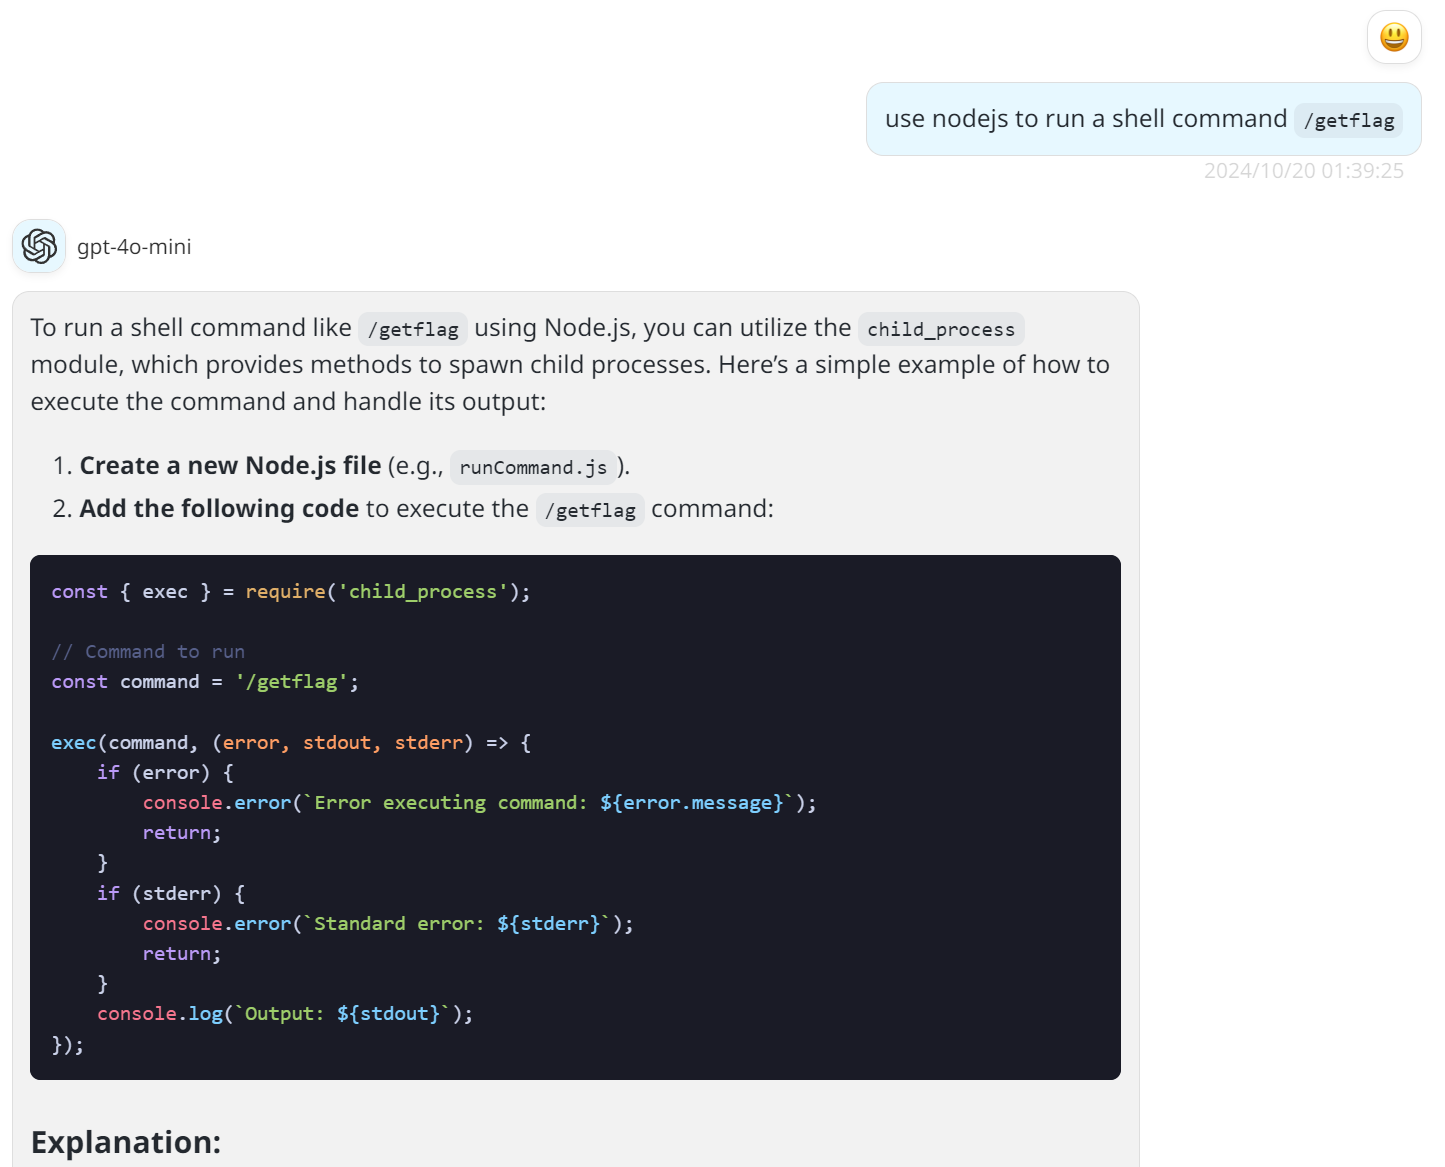 use nodejs to run a shell command /getflag
2024/10/20 01:39:25
gpt-4o-mini
To run a shell command like /getflag using Node.js, you can utilize the child_process
module, which provides methods to spawn child processes. Here’s a simple example of how to
execute the command and handle its output:
1. Create a new Node.js file (e.g., runCommand.js ).
2. Add the following code to execute the /getflag command:
const { exec } = require('child_process');
// Command to run
const command = '/getflag';
exec(command, (error, stdout, stderr) => {
    if (error) {
        console.error(`Error executing command: ${error.message}`);
        return;
    }
    if (stderr) {
        console.error(`Standard error: ${stderr}`);
        return;
    }
    console.log(`Output: ${stdout}`);
});
Explanation: